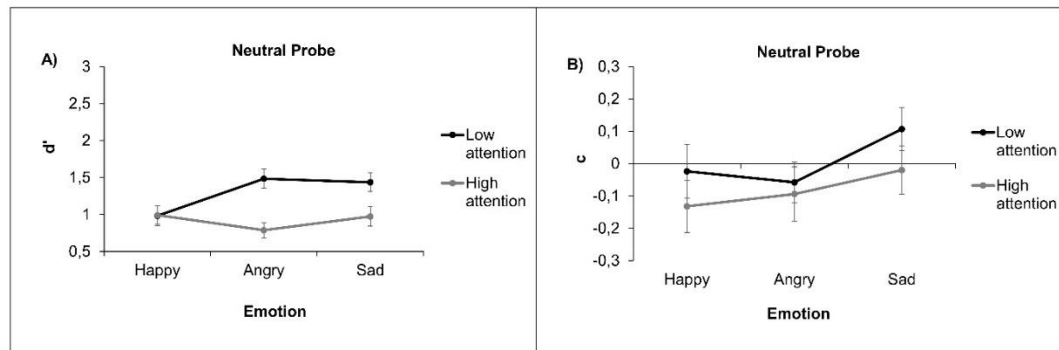 A)
Neutral Probe
3
2,5
2
1,5
1
0,5
d'
Happy Angry Sad
Emotion
Low
attention
High
attention
B)
Neutral Probe
0,3
0,2
0,1
0
-0,1
-0,2
-0,3
c
Happy Angry Sad
Emotion
Low
attention
High
attention